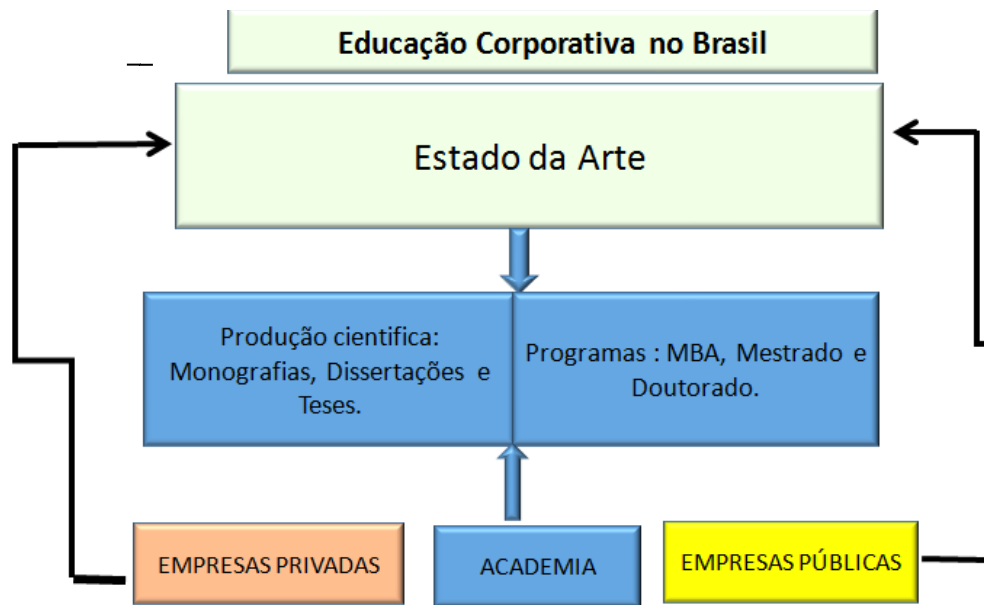 Educação Corporativa no Brasil
Estado da Arte
Produção cientifica:
Monografias, Dissertações e
Teses.
Programas : MBA, Mestrado e
Doutorado.
EMPRESAS PRIVADAS
ACADEMIA
EMPRESAS PÚBLICAS